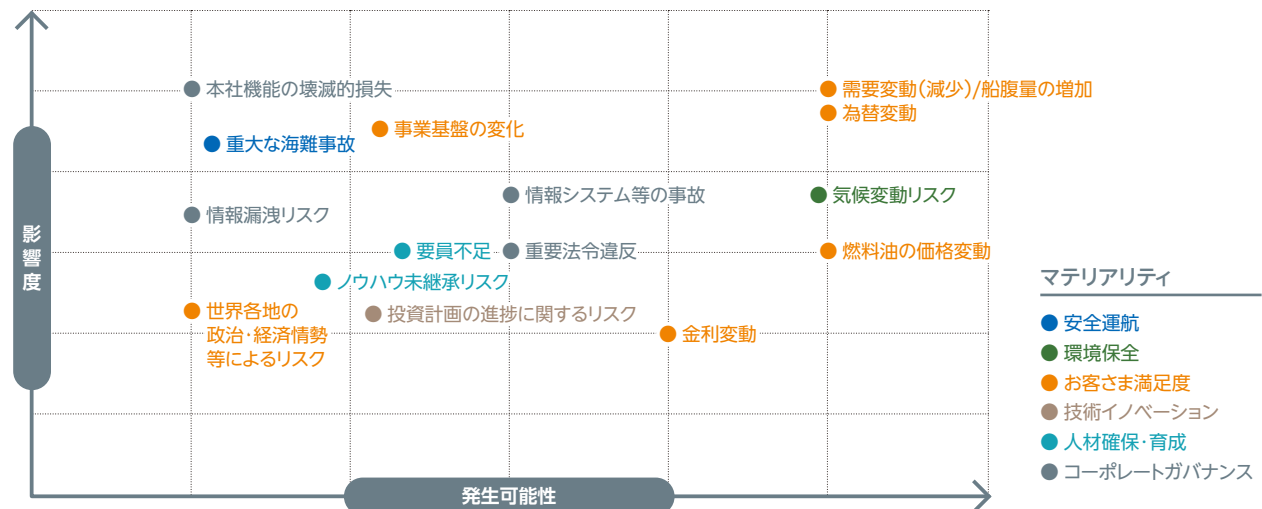 影響度
本社機能の壊滅的損失
需要変動(減少)/船腹量の増加
為替変動
事業基盤の変化
重大な海難事故
情報システム等の事故
気候変動リスク
情報漏洩リスク
要員不足
重要法令違反
燃料油の価格変動
ノウハウ未継承リスク
世界各地の
政治・経済情勢
等によるリスク
投資計画の進捗に関するリスク
金利変動
発生可能性
マテリアリティ
安全運航
環境保全
お客さま満足度
技術イノベーション
人材確保・育成
コーポレートガバナンス